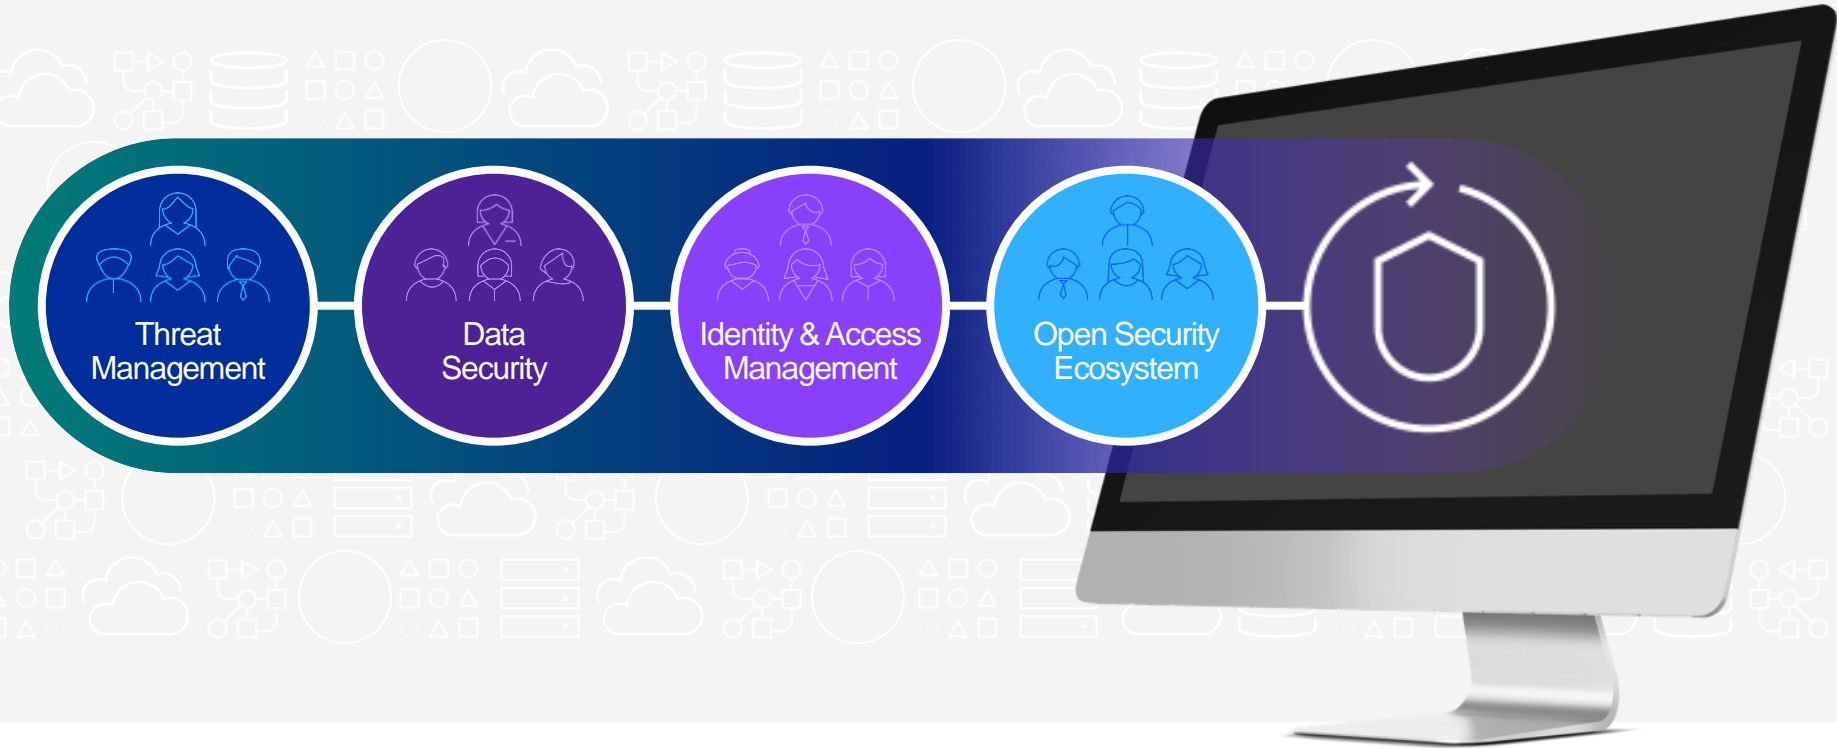 Threat
Management
Data
Security
Identity & Access
Management
Open Security
Ecosystem